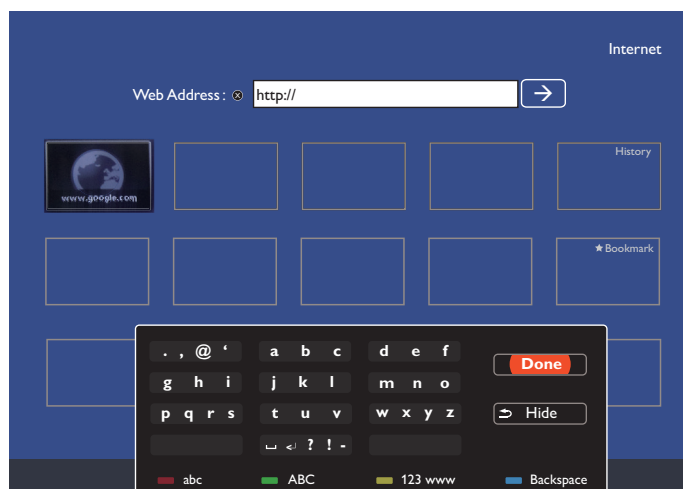 Internet
Web Address : http://
www.google.com
History
★Bookmark
. , @ ‘ a b c d e f
Done
g h i j k l m n o
p q r s t u v w x y z
Hide
␣ ↵ ? ! -
abc ABC 123 www Backspace